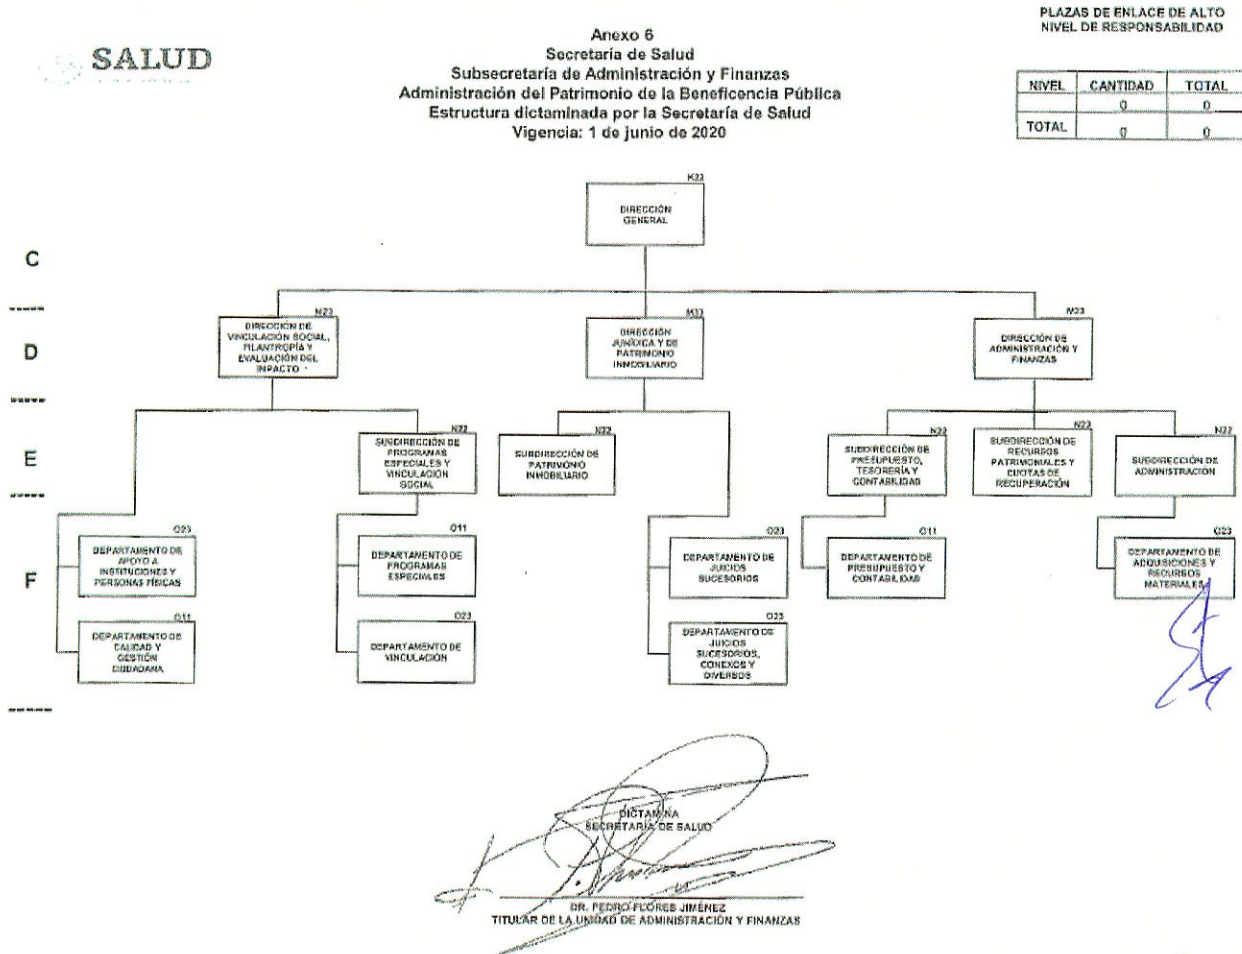 PLAZAS DE ENLACE DE ALTO
NIVEL DE RESPONSABILIDAD
SALUD
Anexo 6
Secretaría de Salud
Subsecretaría de Administración y Finanzas
Administración del Patrimonio de la Beneficencia Pública
Estructura dictaminada por la Secretaría de Salud
Vigencia: 1 de junio de 2020
NIVEL CANTIDAD TOTAL
0 0
TOTAL 0 0
K22
DIRECCIÓN
GENERAL
C
D
DIRECCIÓN DE
VINCULACIÓN SOCIAL,
FILANTROPÍA Y
EVALUACIÓN DEL
IMPACTO
M33
DIRECCIÓN
JURÍDICA Y DE
PATRIMONIO
INMOBILIARIO
M23
DIRECCIÓN DE
ADMINISTRACIÓN Y
FINANZAS
E
N22
SUBDIRECCIÓN DE
PROGRAMAS
ESPECIALES Y
VINCULACIÓN
SOCIAL
N22
SUBDIRECCIÓN DE
PATRIMONIO
INMOBILIARIO
N22
SUBDIRECCIÓN DE
PRESUPUESTO,
TESORERÍA Y
CONTABILIDAD
SUBDIRECCIÓN DE
RECURSOS
PATRIMONIALES Y
CUOTAS DE
RECUPERACIÓN
N22
SUBDIRECCIÓN DE
ADMINISTRACIÓN
F
O23
DEPARTAMENTO DE
APOYO A
INSTITUCIONES Y
PERSONAS FÍSICAS
O11
DEPARTAMENTO DE
PROGRAMAS
ESPECIALES
O23
DEPARTAMENTO DE
JUICIOS
SUCESORIOS
O11
DEPARTAMENTO DE
PRESUPUESTO Y
CONTABILIDAD
O23
DEPARTAMENTO DE
ADQUISICIONES Y
RECURSOS
MATERIALES
O11
DEPARTAMENTO DE
CALIDAD Y
GESTIÓN
CIUDADANA
O23
DEPARTAMENTO DE
VINCULACIÓN
O23
DEPARTAMENTO DE
JUICIOS
SUCESORIOS,
CONEXOS Y
DIVERSOS
DICTAMINA
SECRETARÍA DE SALUD
DR. PEDRO FLORES JIMÉNEZ
TITULAR DE LA UNIDAD DE ADMINISTRACIÓN Y FINANZAS